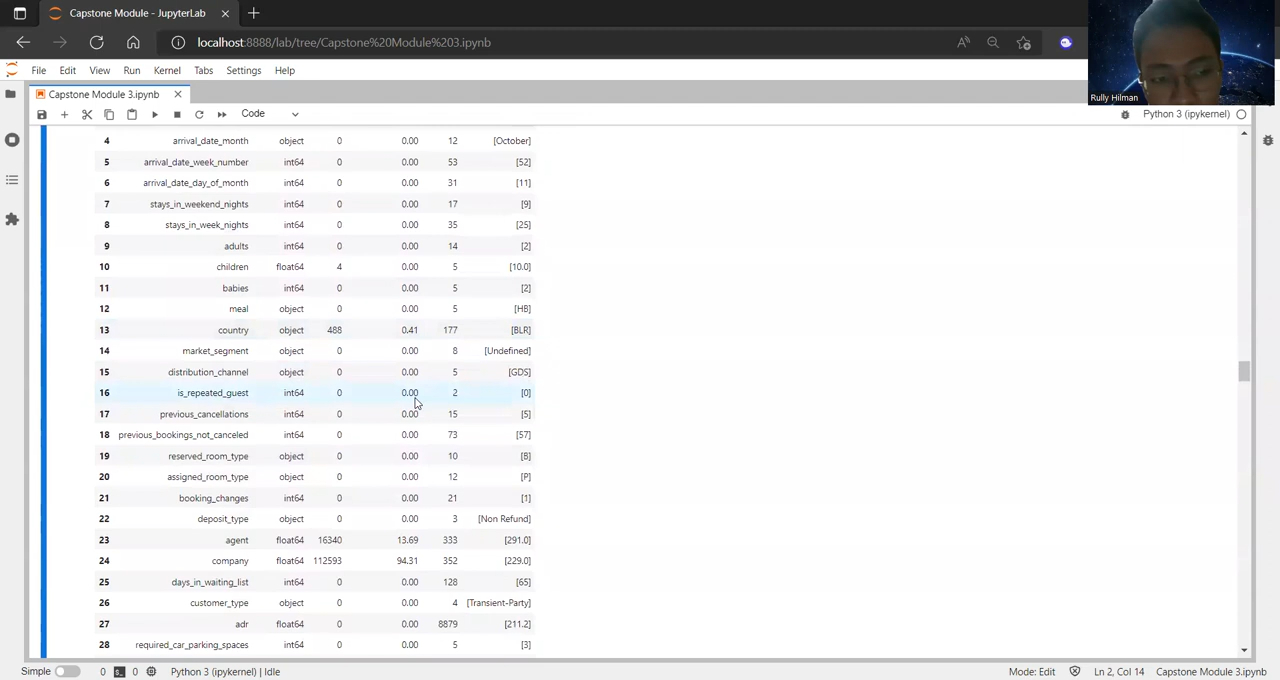 Capstone Module - JupyterLab
localhost:8888/lab/tree/Capstone%20Module%203.ipynb
Rully Hilman
File Edit View Run Kernel Tabs Settings Help
Capstone Module 3.ipynb
Code
Python 3 (ipykernel)
4 arrival_date_month object 0 0.00 12 [October]
5 arrival_date_week_number int64 0 0.00 53 [52]
6 arrival_date_day_of_month int64 0 0.00 31 [11]
7 stays_in_weekend_nights int64 0 0.00 17 [9]
8 stays_in_week_nights int64 0 0.00 35 [25]
9 adults int64 0 0.00 14 [2]
10 children float64 4 0.00 5 [10.0]
11 babies int64 0 0.00 5 [2]
12 meal object 0 0.00 5 [HB]
13 country object 488 0.41 177 [BLR]
14 market_segment object 0 0.00 8 [Undefined]
15 distribution_channel object 0 0.00 5 [GDS]
16 is_repeated_guest int64 0 0.00 2 [0]
17 previous_cancellations int64 0 0.00 15 [5]
18 previous_bookings_not_canceled int64 0 0.00 73 [57]
19 reserved_room_type object 0 0.00 10 [B]
20 assigned_room_type object 0 0.00 12 [P]
21 booking_changes int64 0 0.00 21 [1]
22 deposit_type object 0 0.00 3 [Non Refund]
23 agent float64 16340 13.69 333 [291.0]
24 company float64 112593 94.31 352 [229.0]
25 days_in_waiting_list int64 0 0.00 128 [65]
26 customer_type object 0 0.00 4 [Transient-Party]
27 adr float64 0 0.00 8879 [211.2]
28 required_car_parking_spaces int64 0 0.00 5 [3]
Simple 0 0 Python 3 (ipykernel) | Idle Mode: Edit Ln 2, Col 14 Capstone Module 3.ipynb